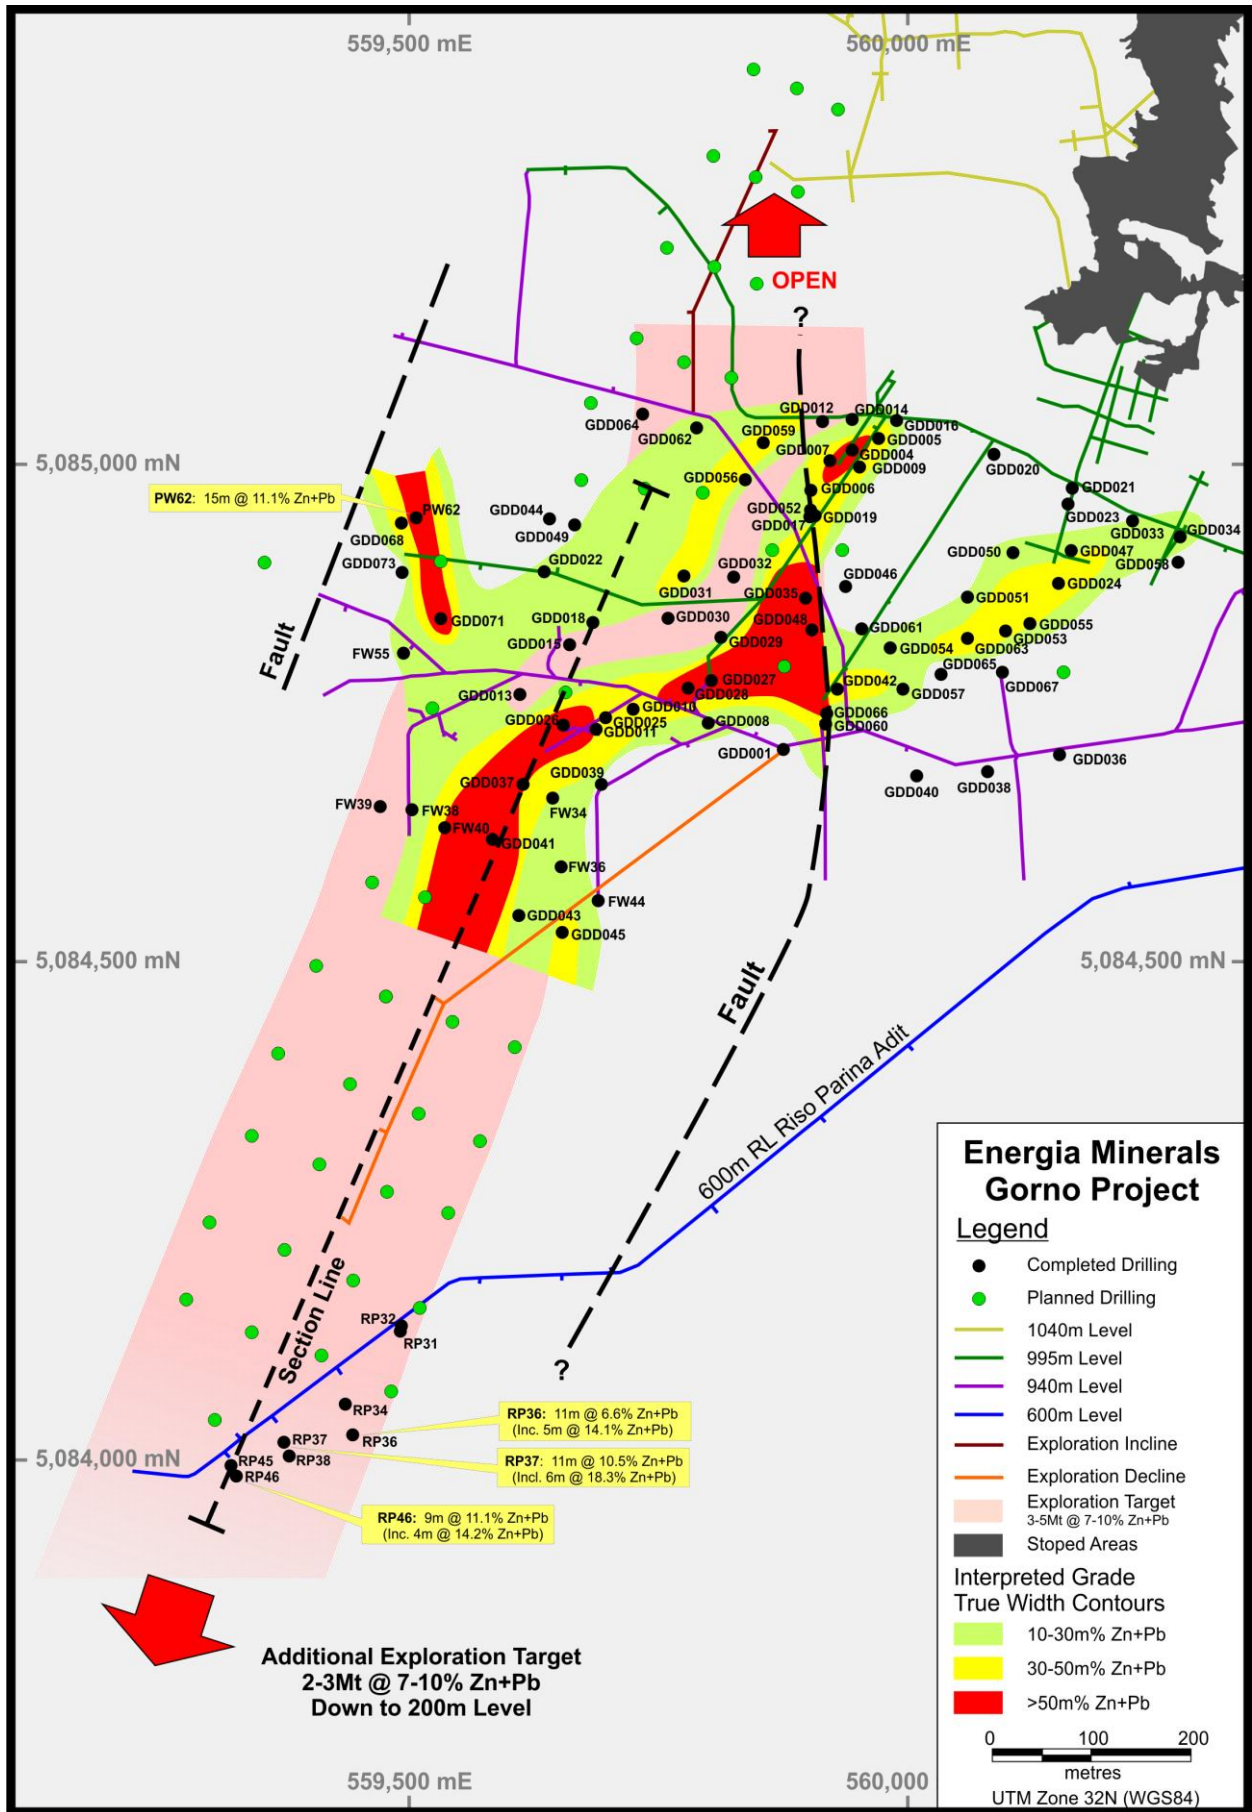 559,500 mE
560,000 mE
OPEN
?
GDD012
GDD014
GDD064
GDD062
GDD059
GDD016
GDD005
GDD007
GDD004
GDD009
5,085,000 mN
GDD020
GDD056
GDD006
GDD021
PW62: 15m @ 11.1% Zn+Pb
PW62
GDD044
GDD052
GDD017
GDD019
GDD023
GDD033
GDD034
GDD068
GDD049
GDD050
GDD047
GDD058
GDD073
GDD022
GDD032
GDD031
GDD035
GDD046
GDD024
GDD051
GDD071
GDD018
GDD030
GDD048
GDD061
GDD055
GDD053
GDD015
GDD029
GDD054
GDD063
Fault
FW55
GDD065
GDD067
GDD013
GDD027
GDD028
GDD042
GDD057
GDD010
GDD026
GDD025
GDD011
GDD008
GDD066
GDD060
GDD001
GDD036
GDD037
GDD039
GDD040
GDD038
FW39
FW38
FW34
FW40
GDD041
FW36
FW44
GDD043
GDD045
5,084,500 mN
5,084,500 mN
Fault
600m RL Riso Parina Adit
Section Line
RP32
RP31
?
RP34
RP36
RP36: 11m @ 6.6% Zn+Pb
(Inc. 5m @ 14.1% Zn+Pb)
RP37
RP38
RP37: 11m @ 10.5% Zn+Pb
(Incl. 6m @ 18.3% Zn+Pb)
5,084,000 mN
RP45
RP46
RP46: 9m @ 11.1% Zn+Pb
(Inc. 4m @ 14.2% Zn+Pb)
Additional Exploration Target
2-3Mt @ 7-10% Zn+Pb
Down to 200m Level
559,500 mE
560,000
Energia Minerals
Gorno Project
Legend
Completed Drilling
Planned Drilling
1040m Level
995m Level
940m Level
600m Level
Exploration Incline
Exploration Decline
Exploration Target
3-5Mt @ 7-10% Zn+Pb
Stoped Areas
Interpreted Grade
True Width Contours
10-30m% Zn+Pb
30-50m% Zn+Pb
>50m% Zn+Pb
0 100 200
metres
UTM Zone 32N (WGS84)